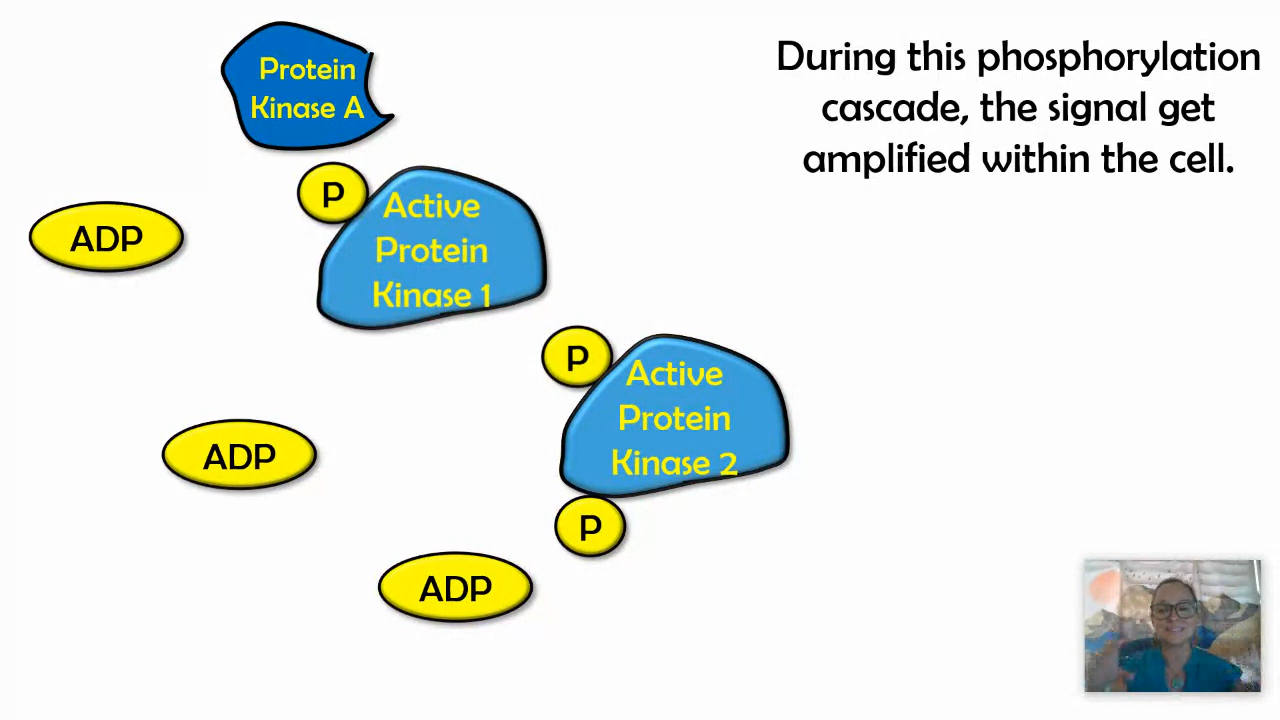 Protein
Kinase A
During this phosphorylation
cascade, the signal get
amplified within the cell.
P
Active
Protein
Kinase 1
ADP
P
Active
Protein
Kinase 2
ADP
P
ADP